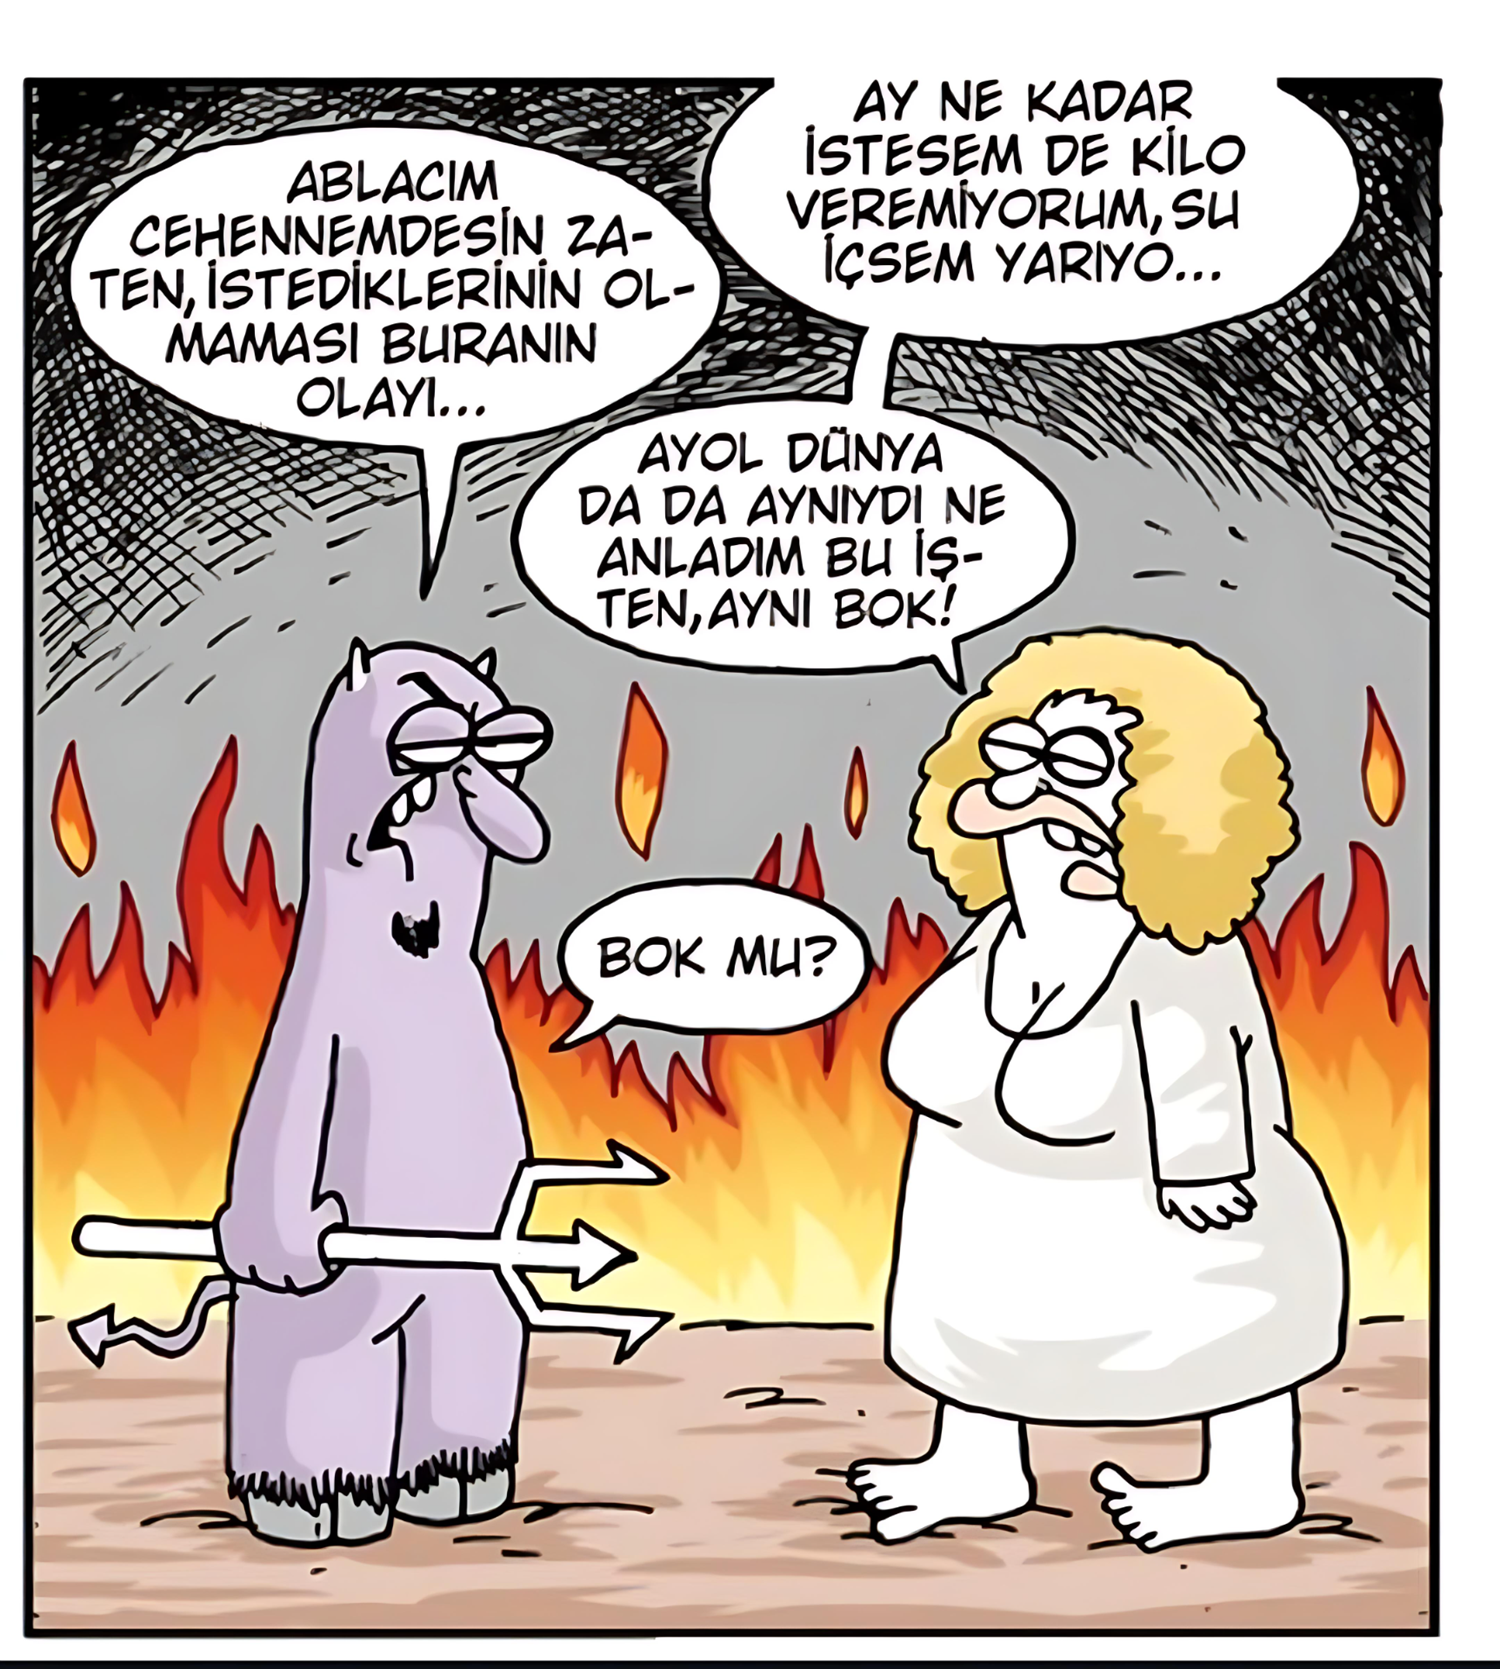 AY NE KADAR
İSTESEM DE KİLO
VEREMİYORUM, SU
İÇSEM YARIYO...
ABLACIM
CEHENNEMDESİN ZA-
TEN, İSTEDİKLERİNİN OL-
MAMASI BURANIN
OLAYI...
AYOL DÜNYA
DA DA AYNIYDI NE
ANLADIM BU İŞ-
TEN, AYNI BOK!
BOK MU?